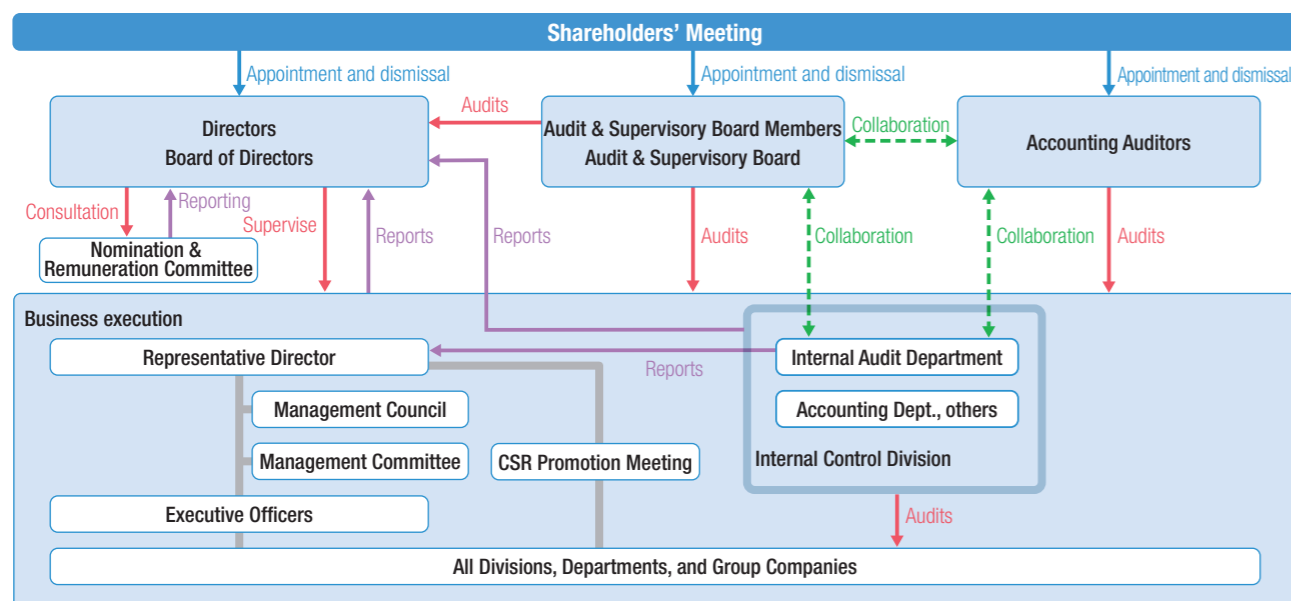 Shareholders’ Meeting
Appointment and dismissal
Appointment and dismissal
Appointment and dismissal
Directors
Board of Directors
Audits
Audit & Supervisory Board Members
Audit & Supervisory Board
Collaboration
Accounting Auditors
Consultation
Reporting
Supervise
Reports
Reports
Audits
Collaboration
Collaboration
Audits
Nomination &
Remuneration Committee
Business execution
Representative Director
Reports
Internal Audit Department
Management Council
Accounting Dept., others
Management Committee
CSR Promotion Meeting
Internal Control Division
Executive Officers
Audits
All Divisions, Departments, and Group Companies